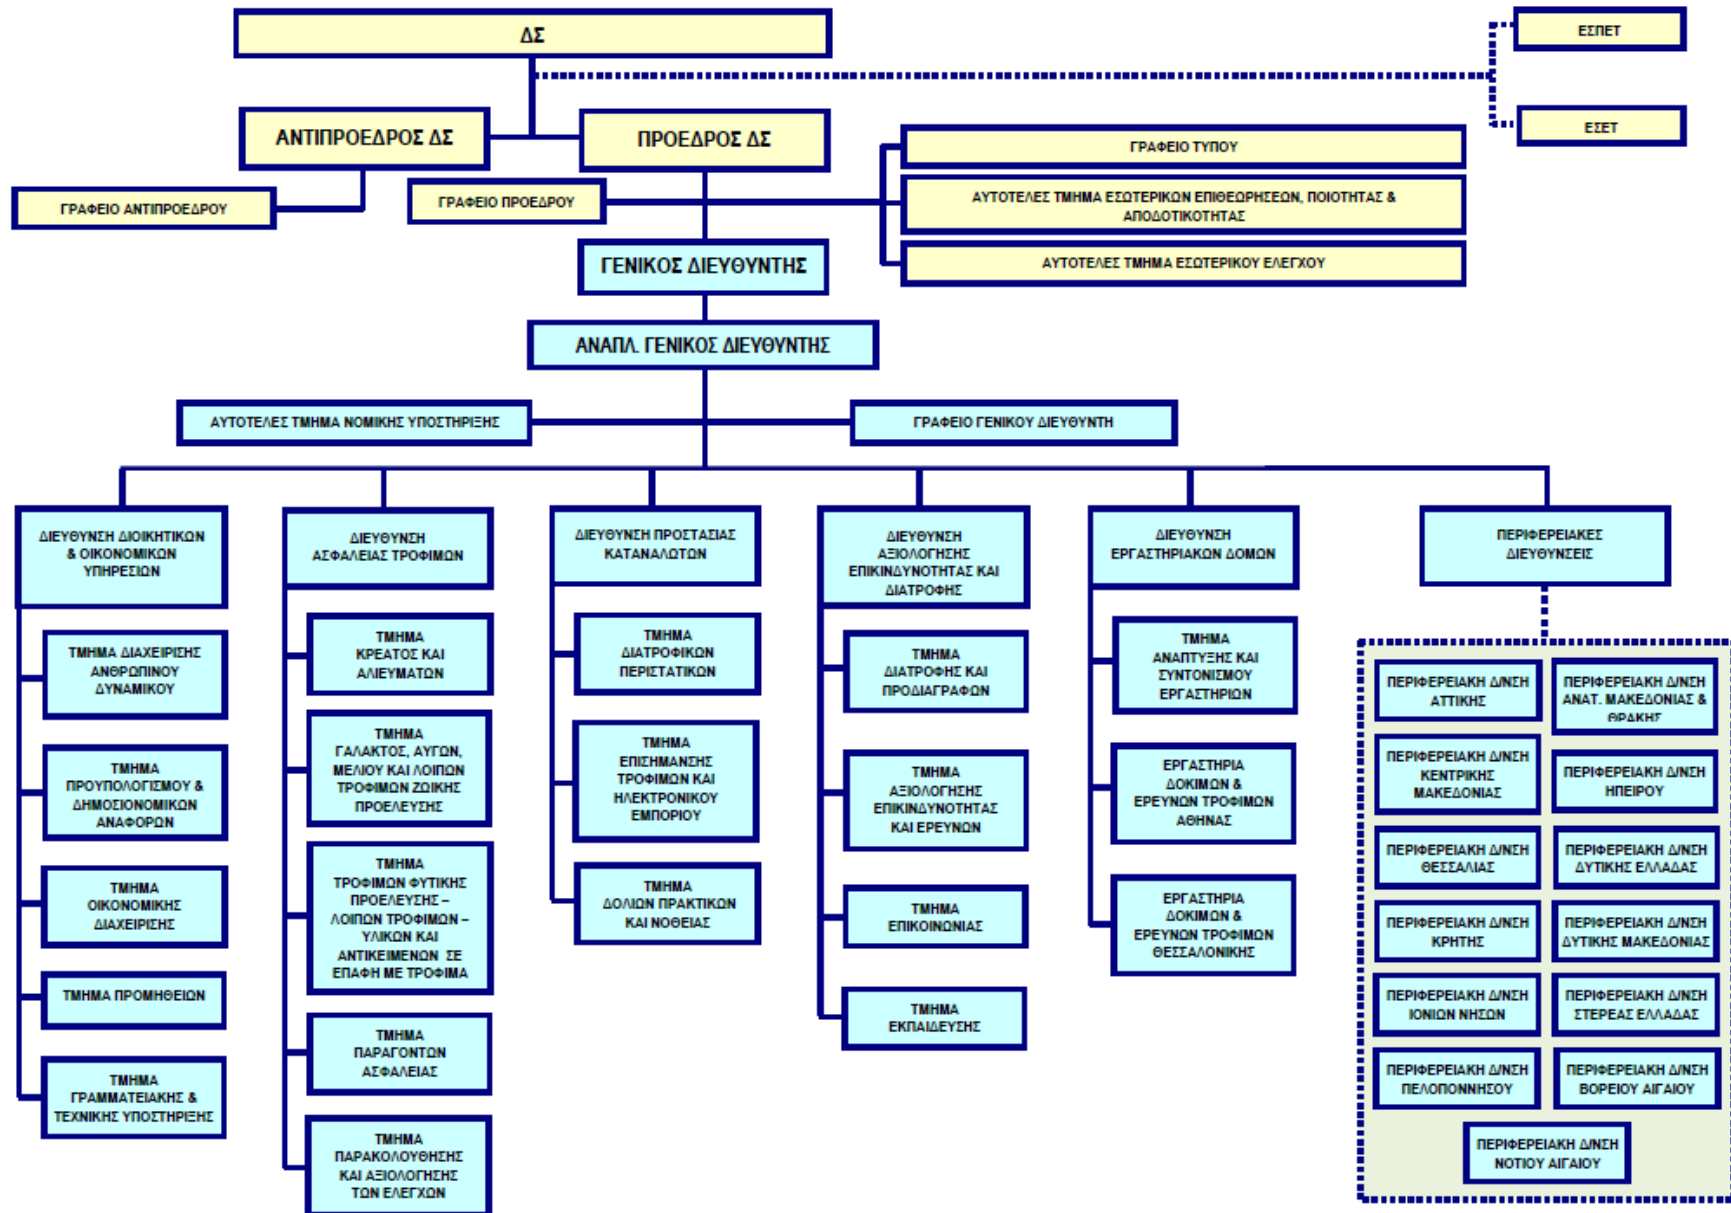 ΔΣ
ΕΣΠΕΤ
ΕΣΕΤ
ΑΝΤΙΠΡΟΕΔΡΟΣ ΔΣ
ΠΡΟΕΔΡΟΣ ΔΣ
ΓΡΑΦΕΙΟ ΤΥΠΟΥ
ΑΥΤΟΤΕΛΕΣ ΤΜΗΜΑ ΕΣΩΤΕΡΙΚΩΝ ΕΠΙΘΕΩΡΗΣΕΩΝ, ΠΟΙΟΤΗΤΑΣ &
ΑΠΟΔΟΤΙΚΟΤΗΤΑΣ
ΑΥΤΟΤΕΛΕΣ ΤΜΗΜΑ ΕΣΩΤΕΡΙΚΟΥ ΕΛΕΓΧΟΥ
ΓΡΑΦΕΙΟ ΑΝΤΙΠΡΟΕΔΡΟΥ
ΓΡΑΦΕΙΟ ΠΡΟΕΔΡΟΥ
ΓΕΝΙΚΟΣ ΔΙΕΥΘΥΝΤΗΣ
ΑΝΑΠΛ. ΓΕΝΙΚΟΣ ΔΙΕΥΘΥΝΤΗΣ
ΑΥΤΟΤΕΛΕΣ ΤΜΗΜΑ ΝΟΜΙΚΗΣ ΥΠΟΣΤΗΡΙΞΗΣ
ΓΡΑΦΕΙΟ ΓΕΝΙΚΟΥ ΔΙΕΥΘΥΝΤΗ
ΔΙΕΥΘΥΝΣΗ ΔΙΟΙΚΗΤΙΚΩΝ
& ΟΙΚΟΝΟΜΙΚΩΝ
ΥΠΗΡΕΣΙΩΝ
ΤΜΗΜΑ ΔΙΑΧΕΙΡΙΣΗΣ
ΑΝΘΡΩΠΙΝΟΥ
ΔΥΝΑΜΙΚΟΥ
ΤΜΗΜΑ
ΠΡΟΥΠΟΛΟΓΙΣΜΟΥ &
ΔΗΜΟΣΙΟΝΟΜΙΚΩΝ
ΑΝΑΦΟΡΩΝ
ΤΜΗΜΑ
ΟΙΚΟΝΟΜΙΚΗΣ
ΔΙΑΧΕΙΡΙΣΗΣ
ΤΜΗΜΑ ΠΡΟΜΗΘΕΙΩΝ
ΤΜΗΜΑ
ΓΡΑΜΜΑΤΕΙΑΚΗΣ &
ΤΕΧΝΙΚΗΣ ΥΠΟΣΤΗΡΙΞΗΣ
ΔΙΕΥΘΥΝΣΗ
ΑΣΦΑΛΕΙΑΣ ΤΡΟΦΙΜΩΝ
ΤΜΗΜΑ
ΚΡΕΑΤΟΣ ΚΑΙ
ΑΛΙΕΥΜΑΤΩΝ
ΤΜΗΜΑ
ΓΑΛΑΚΤΟΣ, ΑΥΓΩΝ,
ΜΕΛΙΟΥ ΚΑΙ ΛΟΙΠΩΝ
ΤΡΟΦΙΜΩΝ ΖΩΙΚΗΣ
ΠΡΟΕΛΕΥΣΗΣ
ΤΜΗΜΑ
ΤΡΟΦΙΜΩΝ ΦΥΤΙΚΗΣ
ΠΡΟΕΛΕΥΣΗΣ –
ΛΟΙΠΩΝ ΤΡΟΦΙΜΩΝ –
ΥΛΙΚΩΝ ΚΑΙ
ΑΝΤΙΚΕΙΜΕΝΩΝ ΣΕ
ΕΠΑΦΗ ΜΕ ΤΡΟΦΙΜΑ
ΤΜΗΜΑ
ΠΑΡΑΓΟΝΤΩΝ
ΑΣΦΑΛΕΙΑΣ
ΤΜΗΜΑ
ΠΑΡΑΚΟΛΟΥΘΗΣΗΣ
ΚΑΙ ΑΞΙΟΛΟΓΗΣΗΣ
ΤΩΝ ΕΛΕΓΧΩΝ
ΔΙΕΥΘΥΝΣΗ ΠΡΟΣΤΑΣΙΑΣ
ΚΑΤΑΝΑΛΩΤΩΝ
ΤΜΗΜΑ
ΔΙΑΤΡΟΦΙΚΩΝ
ΠΕΡΙΣΤΑΤΙΚΩΝ
ΤΜΗΜΑ
ΕΠΙΣΗΜΑΝΣΗΣ
ΤΡΟΦΙΜΩΝ ΚΑΙ
ΗΛΕΚΤΡΟΝΙΚΟΥ
ΕΜΠΟΡΙΟΥ
ΤΜΗΜΑ
ΔΟΛΙΩΝ ΠΡΑΚΤΙΚΩΝ
ΚΑΙ ΝΟΘΕΙΑΣ
ΔΙΕΥΘΥΝΣΗ
ΑΞΙΟΛΟΓΗΣΗΣ
ΕΠΙΚΙΝΔΥΝΟΤΗΤΑΣ ΚΑΙ
ΔΙΑΤΡΟΦΗΣ
ΤΜΗΜΑ
ΔΙΑΤΡΟΦΗΣ ΚΑΙ
ΠΡΟΔΙΑΓΡΑΦΩΝ
ΤΜΗΜΑ
ΑΞΙΟΛΟΓΗΣΗΣ
ΕΠΙΚΙΝΔΥΝΟΤΗΤΑΣ
ΚΑΙ ΕΡΕΥΝΩΝ
ΤΜΗΜΑ
ΕΠΙΚΟΙΝΩΝΙΑΣ
ΤΜΗΜΑ
ΕΚΠΑΙΔΕΥΣΗΣ
ΔΙΕΥΘΥΝΣΗ
ΕΡΓΑΣΤΗΡΙΑΚΩΝ ΔΟΜΩΝ
ΤΜΗΜΑ
ΑΝΑΠΤΥΞΗΣ ΚΑΙ
ΣΥΝΤΟΝΙΣΜΟΥ
ΕΡΓΑΣΤΗΡΙΩΝ
ΕΡΓΑΣΤΗΡΙΑ
ΔΟΚΙΜΩΝ &
ΕΡΕΥΝΩΝ ΤΡΟΦΙΜΩΝ
ΑΘΗΝΑΣ
ΕΡΓΑΣΤΗΡΙΑ
ΔΟΚΙΜΩΝ &
ΕΡΕΥΝΩΝ ΤΡΟΦΙΜΩΝ
ΘΕΣΣΑΛΟΝΙΚΗΣ
ΠΕΡΙΦΕΡΕΙΑΚΕΣ
ΔΙΕΥΘΥΝΣΕΙΣ
ΠΕΡΙΦΕΡΕΙΑΚΗ Δ/ΝΣΗ
ΑΤΤΙΚΗΣ
ΠΕΡΙΦΕΡΕΙΑΚΗ Δ/ΝΣΗ
ΑΝΑΤ. ΜΑΚΕΔΟΝΙΑΣ &
ΘΡΑΚΗΣ
ΠΕΡΙΦΕΡΕΙΑΚΗ Δ/ΝΣΗ
ΚΕΝΤΡΙΚΗΣ
ΜΑΚΕΔΟΝΙΑΣ
ΠΕΡΙΦΕΡΕΙΑΚΗ Δ/ΝΣΗ
ΗΠΕΙΡΟΥ
ΠΕΡΙΦΕΡΕΙΑΚΗ Δ/ΝΣΗ
ΘΕΣΣΑΛΙΑΣ
ΠΕΡΙΦΕΡΕΙΑΚΗ Δ/ΝΣΗ
ΔΥΤΙΚΗΣ ΕΛΛΑΔΑΣ
ΠΕΡΙΦΕΡΕΙΑΚΗ Δ/ΝΣΗ
ΚΡΗΤΗΣ
ΠΕΡΙΦΕΡΕΙΑΚΗ Δ/ΝΣΗ
ΔΥΤΙΚΗΣ ΜΑΚΕΔΟΝΙΑΣ
ΠΕΡΙΦΕΡΕΙΑΚΗ Δ/ΝΣΗ
ΙΟΝΙΩΝ ΝΗΣΩΝ
ΠΕΡΙΦΕΡΕΙΑΚΗ Δ/ΝΣΗ
ΣΤΕΡΕΑΣ ΕΛΛΑΔΑΣ
ΠΕΡΙΦΕΡΕΙΑΚΗ Δ/ΝΣΗ
ΠΕΛΟΠΟΝΝΗΣΟΥ
ΠΕΡΙΦΕΡΕΙΑΚΗ Δ/ΝΣΗ
ΒΟΡΕΙΟΥ ΑΙΓΑΙΟΥ
ΠΕΡΙΦΕΡΕΙΑΚΗ Δ/ΝΣΗ
ΝΟΤΙΟΥ ΑΙΓΑΙΟΥ